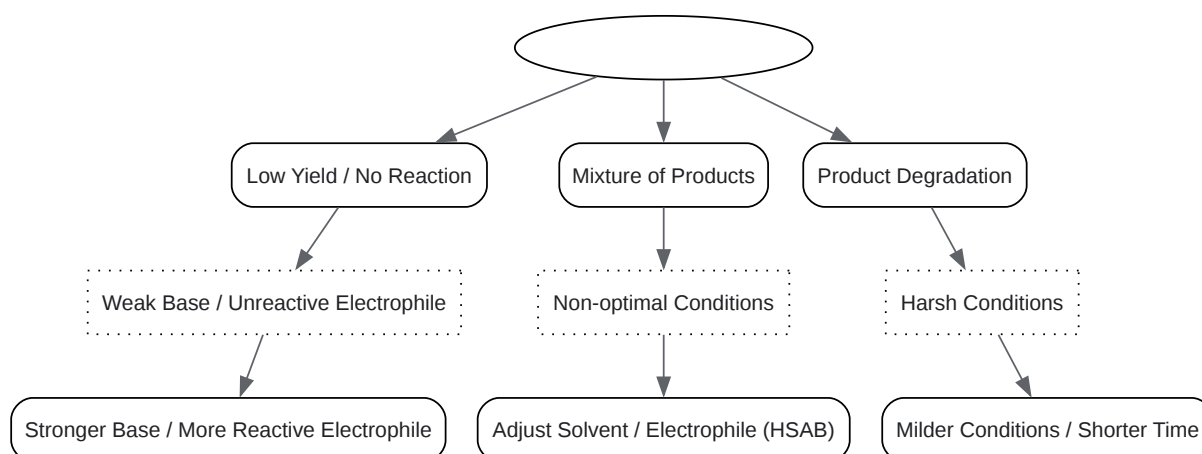 Low Yield / No Reaction
Mixture of Products
Product Degradation
Weak Base / Unreactive Electrophile
Non-optimal Conditions
Harsh Conditions
Stronger Base / More Reactive Electrophile
Adjust Solvent / Electrophile (HSAB)
Milder Conditions / Shorter Time